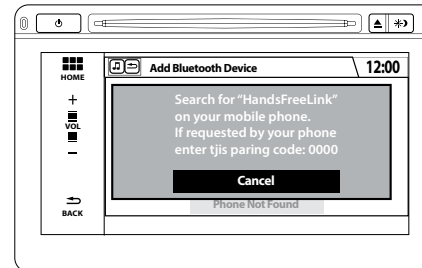 HOME
+
VOL
–
BACK
Add Bluetooth Device
12:00
Search for “HandsFreeLink”
on your mobile phone.
If requested by your phone
enter tjis paring code: 0000
Cancel
Phone Not Found